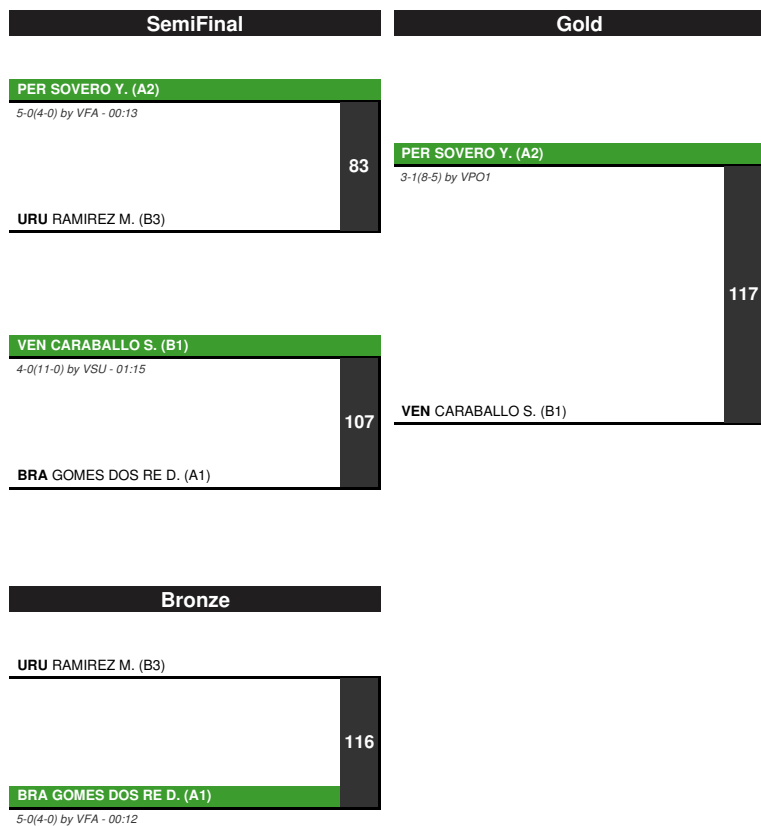 SemiFinal
Gold
PER SOVERO Y. (A2)
5-0(4-0) by VFA - 00:13
83
URU RAMIREZ M. (B3)
PER SOVERO Y. (A2)
3-1(8-5) by VPO1
117
VEN CARABALLO S. (B1)
VEN CARABALLO S. (B1)
4-0(11-0) by VSU - 01:15
107
BRA GOMES DOS RE D. (A1)
Bronze
URU RAMIREZ M. (B3)
116
BRA GOMES DOS RE D. (A1)
5-0(4-0) by VFA - 00:12